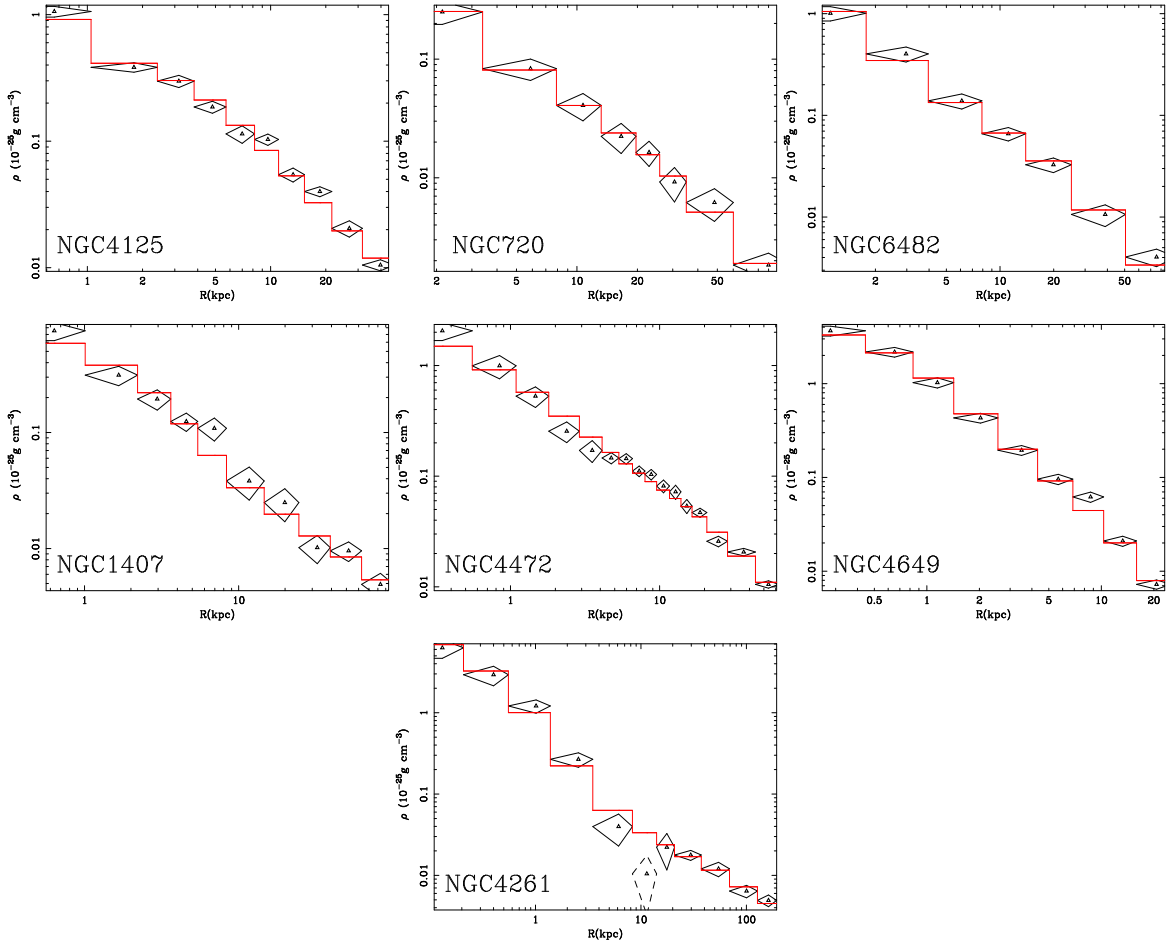 1
0.1
0.01
ρ (10⁻²⁵g cm⁻³)
NGC4125
1 2 5 10 20
R(kpc)
0.1
0.01
ρ (10⁻²⁵g cm⁻³)
NGC720
5 10 20 50
R(kpc)
1
0.1
0.01
ρ (10⁻²⁵g cm⁻³)
NGC6482
2 5 10 20 50
R(kpc)
0.1
0.01
ρ (10⁻²⁵g cm⁻³)
NGC1407
1 10
R(kpc)
1
0.1
0.01
ρ (10⁻²⁵g cm⁻³)
NGC4472
1 10
R(kpc)
1
0.1
0.01
ρ (10⁻²⁵g cm⁻³)
NGC4649
0.5 1 2 5 10 20
R(kpc)
1
0.1
0.01
ρ (10⁻²⁵g cm⁻³)
NGC4261
1 10 100
R(kpc)